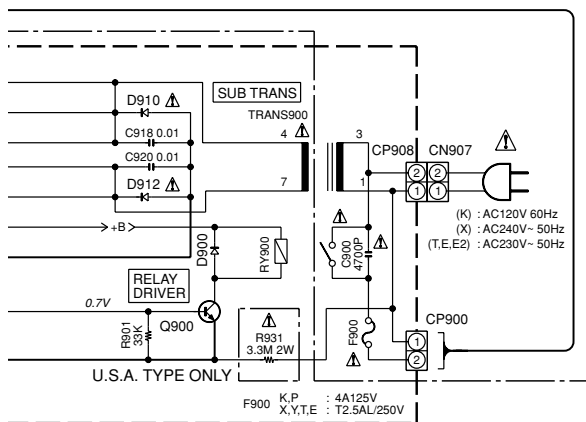 SUB TRANS
D910
TRANS900
C918 0.01
4
3
CP908
CN907
C920 0.01
2
2
7
1
1
1
D912
(K) : AC120V 60Hz
(X) : AC240V~ 50Hz
(T,E,E2) : AC230V~ 50Hz
+B
D900
RY900
C900
4700P
RELAY
DRIVER
0.7V
Q900
R901
33K
R931
3.3M 2W
F900
CP900
1
2
U.S.A. TYPE ONLY
F900 K,P : 4A125V
X,Y,T,E : T2.5AL/250V